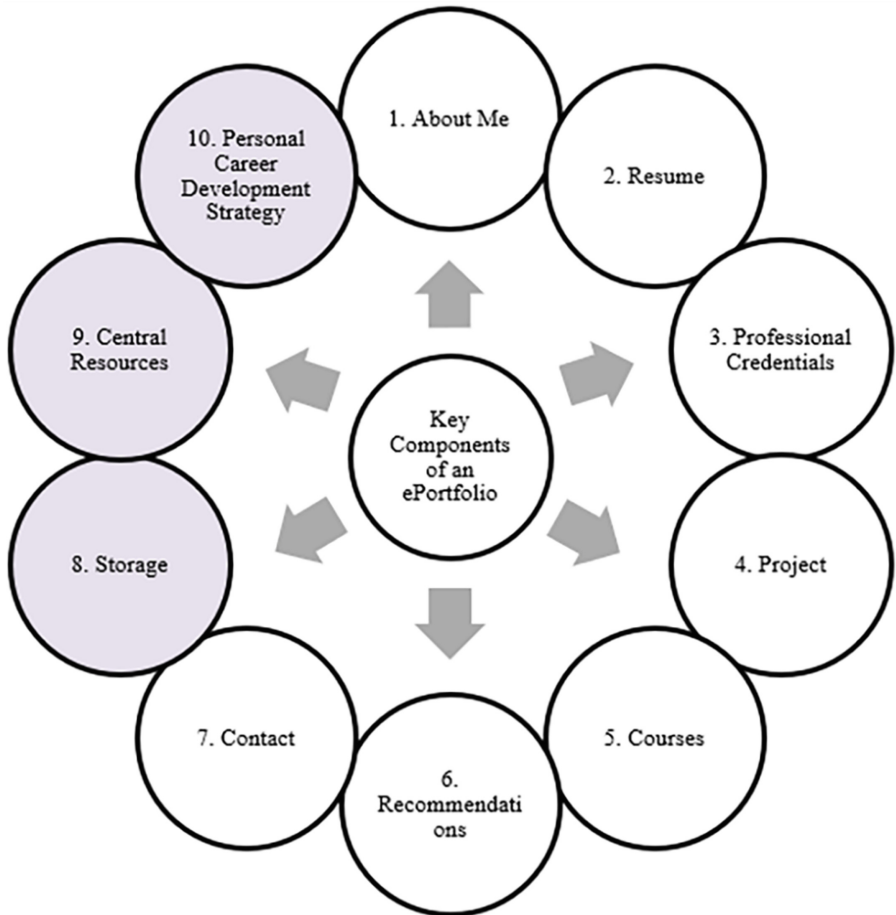 1. About Me
2. Resume
3. Professional
Credentials
4. Project
5. Courses
6.
Recommendati
ons
7. Contact
8. Storage
9. Central
Resources
10. Personal
Career
Development
Strategy
Key
Components
of an
ePortfolio